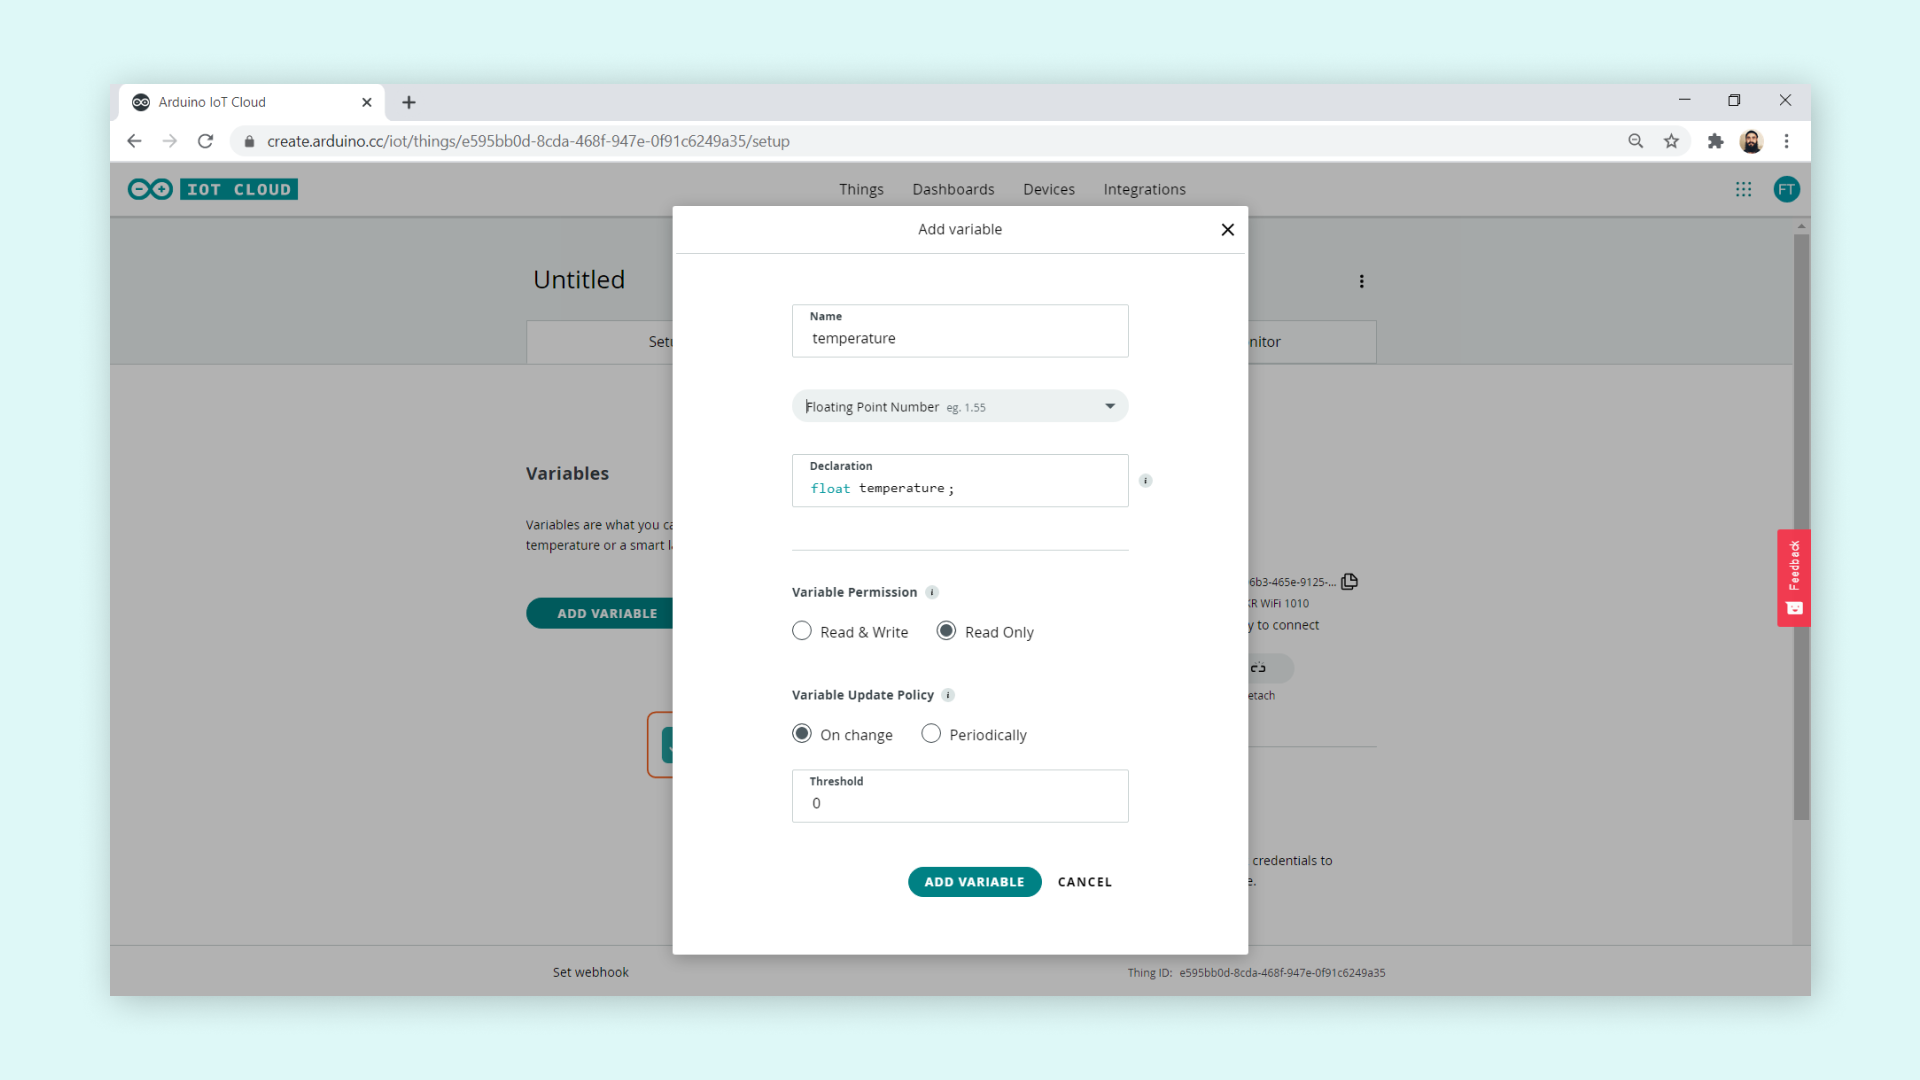 Arduino IoT Cloud
create.arduino.cc/iot/things/e595bb0d-8cda-468f-947e-0f91c6249a35/setup
IOT CLOUD
Things Dashboards Devices Integrations
FT
Add variable
Untitled
Name
temperature
Setu
nitor
Floating Point Number eg. 1.55
Declaration
float temperature;
Variables
Variables are what you ca
temperature or a smart l
ADD VARIABLE
Variable Permission
Read & Write Read Only
6b3-465e-9125-...
KR WiFi 1010
y to connect
etach
Feedback
Variable Update Policy
On change Periodically
Threshold
0
credentials to
e.
ADD VARIABLE CANCEL
Set webhook
Thing ID: e595bb0d-8cda-468f-947e-0f91c6249a35